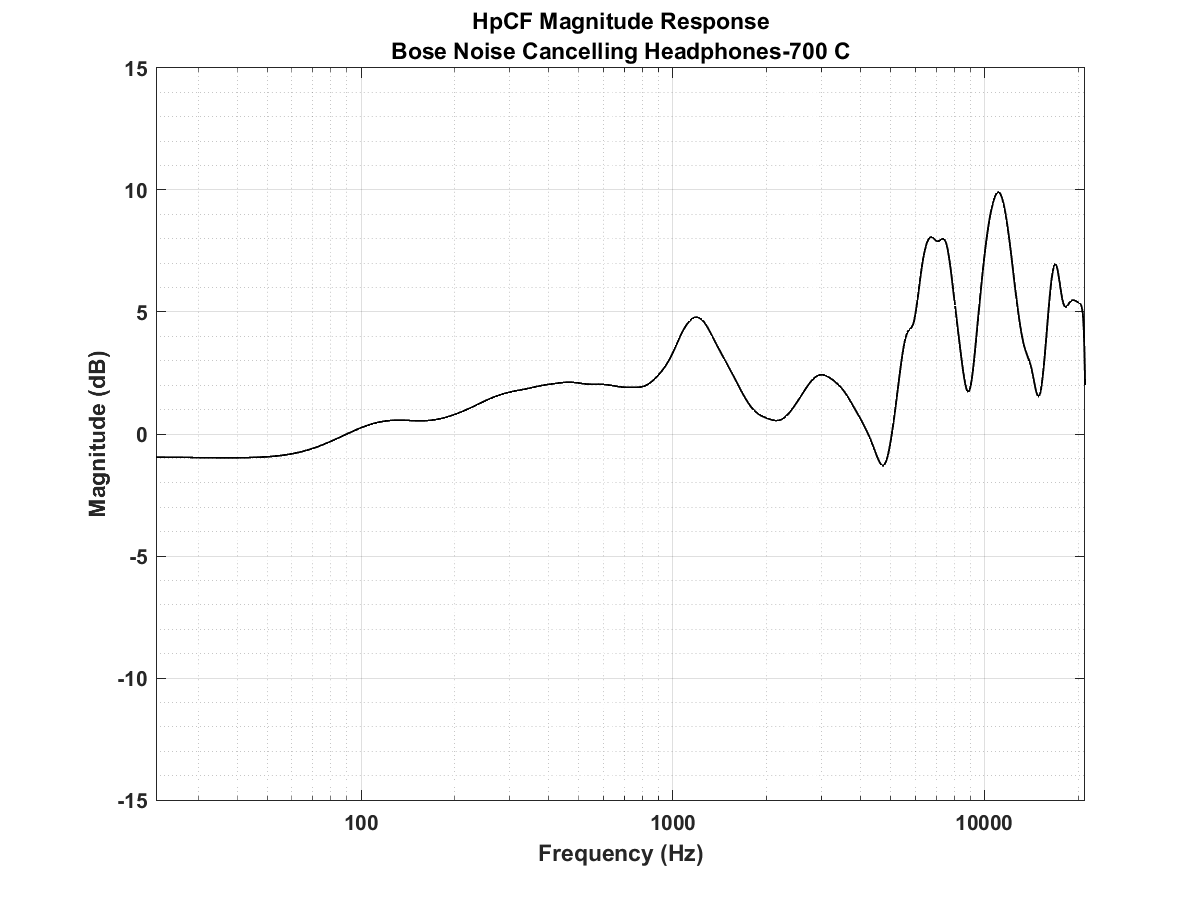 HpCF Magnitude Response
Bose Noise Cancelling Headphones-700 C
15
10
5
0
-5
-10
-15
Magnitude (dB)
100 1000 10000
Frequency (Hz)